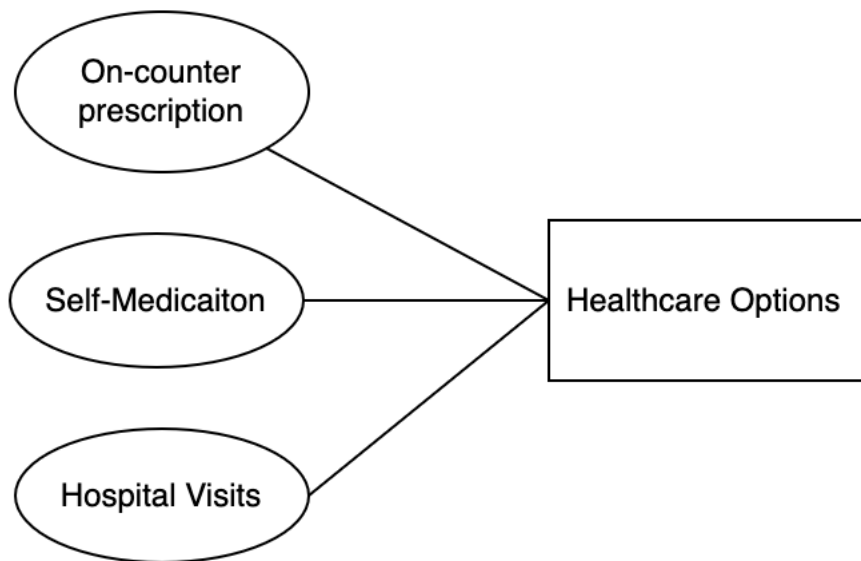 On-counter
prescription
Self-Medicaiton
Healthcare Options
Hospital Visits